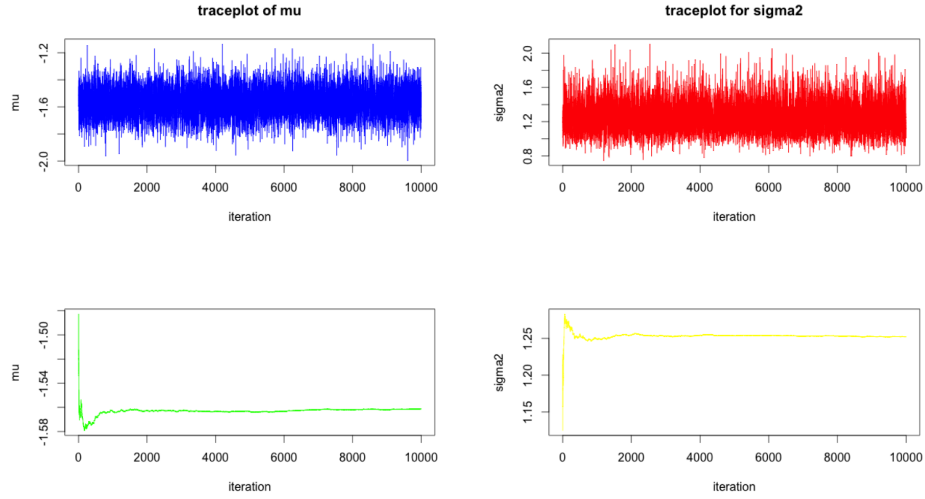 traceplot of mu
traceplot for sigma2
mu
-1.2
-1.6
-2.0
0 2000 4000 6000 8000 10000
iteration
sigma2
2.0
1.6
1.2
0.8
0 2000 4000 6000 8000 10000
iteration
mu
-1.50
-1.54
-1.58
0 2000 4000 6000 8000 10000
iteration
sigma2
1.25
1.20
1.15
0 2000 4000 6000 8000 10000
iteration